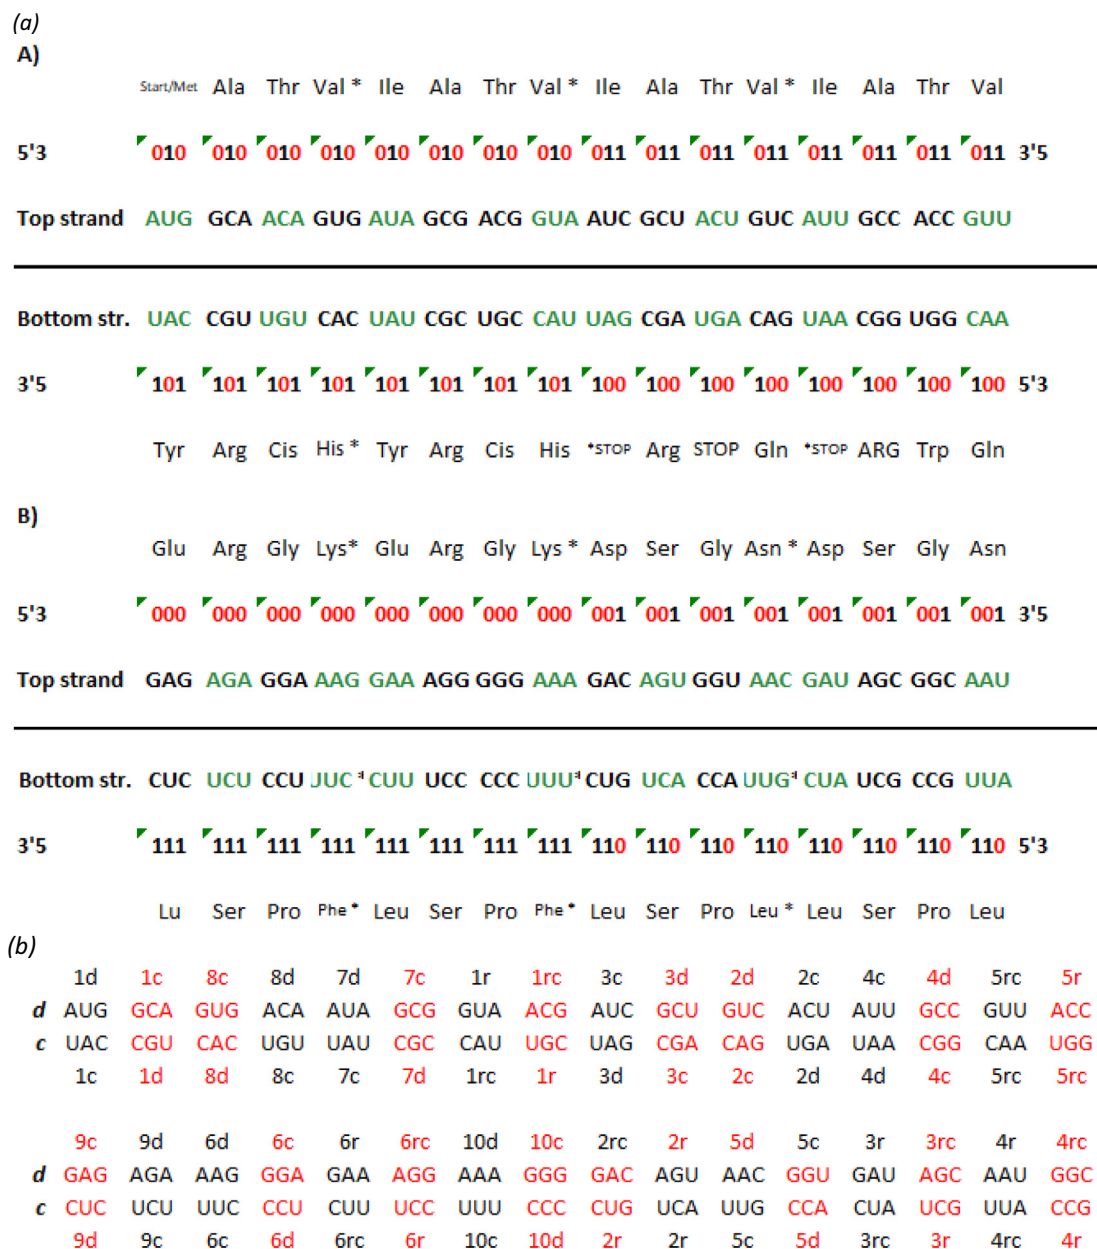 (a)
A)
Start/Met Ala Thr Val * Ile Ala Thr Val * Ile Ala Thr Val * Ile Ala Thr Val
5'3 010 010 010 010 010 010 010 010 011 011 011 011 011 011 011 011 3'5
Top strand AUG GCA ACA GUG AUA GCG ACG GUA AUC GCU ACU GUC AUU GCC ACC GUU
Bottom str. UAC CGU UGU CAC UAU CGC UGC CAU UAG CGA UGA CAG UAA CGG UGG CAA
3'5 101 101 101 101 101 101 101 101 100 100 100 100 100 100 100 100 5'3
Tyr Arg Cis His * Tyr Arg Cis His *STOP Arg STOP Gln *STOP ARG Trp Gln
B)
Glu Arg Gly Lys* Glu Arg Gly Lys * Asp Ser Gly Asn * Asp Ser Gly Asn
5'3 000 000 000 000 000 000 000 000 001 001 001 001 001 001 001 001 3'5
Top strand GAG AGA GGA AAG GAA AGG GGG AAA GAC AGU GGU AAC GAU AGC GGC AAU
Bottom str. CUC UCU CCU UUC * CUU UCC CCC UUU* CUG UCA CCA UUG* CUA UCG CCG UUA
3'5 111 111 111 111 111 111 111 111 110 110 110 110 110 110 110 110 5'3
Lu Ser Pro Phe * Leu Ser Pro Phe * Leu Ser Pro Leu * Leu Ser Pro Leu
(b)
1d 1c 8c 8d 7d 7c 1r 1rc 3c 3d 2d 2c 4c 4d 5rc 5r
d AUG GCA GUG ACA AUA GCG GUA ACG AUC GCU GUC ACU AUU GCC GUU ACC
c UAC CGU CAC UGU UAU CGC CAU UGC UAG CGA CAG UGA UAA CGG CAA UGG
1c 1d 8d 8c 7c 7d 1rc 1r 3d 3c 2c 2d 4d 4c 5rc 5rc
9c 9d 6d 6c 6r 6rc 10d 10c 2rc 2r 5d 5c 3r 3rc 4r 4rc
d GAG AGA AAG GGA GAA AGG AAA GGG GAC AGU AAC GGU GAU AGC AAU GGC
c CUC UCU UUC CCU CUU UCC UUU CCC CUG UCA UUG CCA CUA UCG UUA CCG
9d 9c 6c 6d 6rc 6r 10c 10d 2r 2r 5c 5d 3rc 3r 4rc 4r